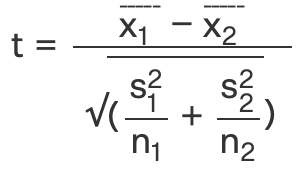 t = (x̅₁ − x̅₂) / √(s₁²/n₁ + s₂²/n₂)